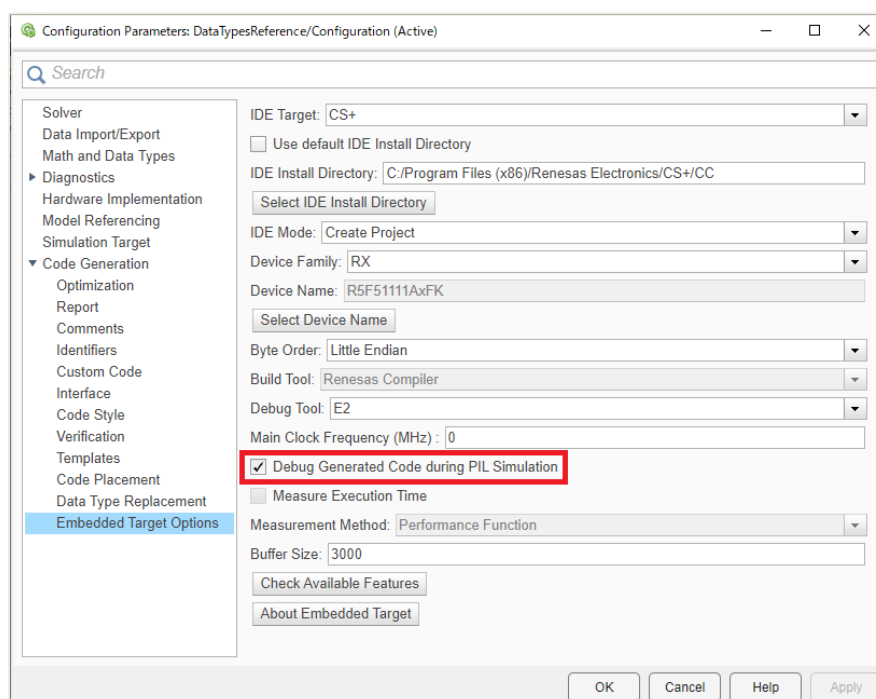 Configuration Parameters: DataTypesReference/Configuration (Active)
Search
Solver
Data Import/Export
Math and Data Types
Diagnostics
Hardware Implementation
Model Referencing
Simulation Target
Code Generation
Optimization
Report
Comments
Identifiers
Custom Code
Interface
Code Style
Verification
Templates
Code Placement
Data Type Replacement
Embedded Target Options
IDE Target: CS+
Use default IDE Install Directory
IDE Install Directory: C:/Program Files (x86)/Renesas Electronics/CS+/CC
Select IDE Install Directory
IDE Mode: Create Project
Device Family: RX
Device Name: R5F51111AxFK
Select Device Name
Byte Order: Little Endian
Build Tool: Renesas Compiler
Debug Tool: E2
Main Clock Frequency (MHz) : 0
Debug Generated Code during PIL Simulation
Measure Execution Time
Measurement Method: Performance Function
Buffer Size: 3000
Check Available Features
About Embedded Target
OK Cancel Help Apply